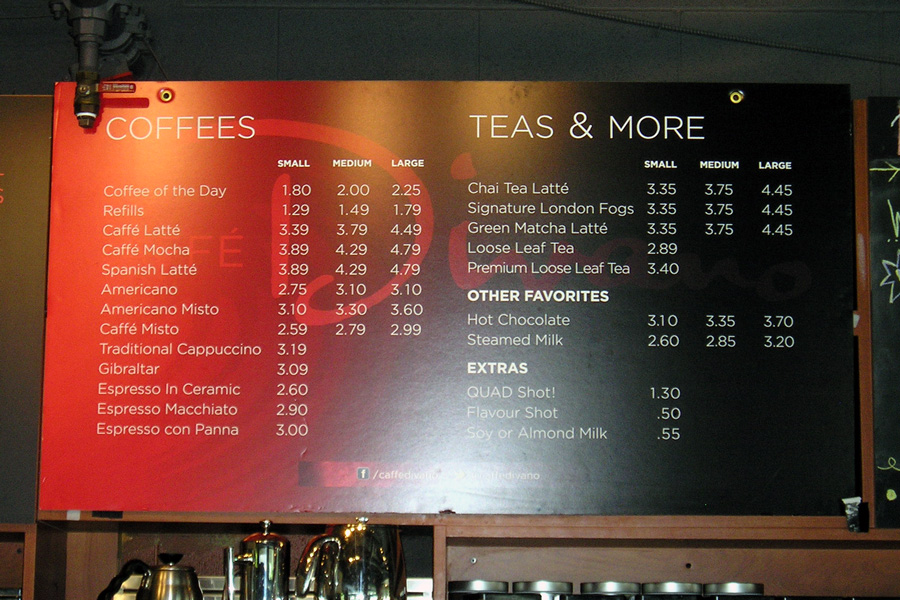 COFFEES
SMALL MEDIUM LARGE
Coffee of the Day 1.80 2.00 2.25
Refills 1.29 1.49 1.79
Caffé Latté 3.39 3.79 4.49
Caffé Mocha 3.89 4.29 4.79
Spanish Latté 3.89 4.29 4.79
Americano 2.75 3.10 3.10
Americano Misto 3.10 3.30 3.60
Caffé Misto 2.59 2.79 2.99
Traditional Cappuccino 3.19
Gibraltar 3.09
Espresso In Ceramic 2.60
Espresso Macchiato 2.90
Espresso con Panna 3.00
TEAS & MORE
SMALL MEDIUM LARGE
Chai Tea Latté 3.35 3.75 4.45
Signature London Fogs 3.35 3.75 4.45
Green Matcha Latté 3.35 3.75 4.45
Loose Leaf Tea 2.89
Premium Loose Leaf Tea 3.40
OTHER FAVORITES
Hot Chocolate 3.10 3.35 3.70
Steamed Milk 2.60 2.85 3.20
EXTRAS
QUAD Shot! 1.30
Flavour Shot .50
Soy or Almond Milk .55
Divano